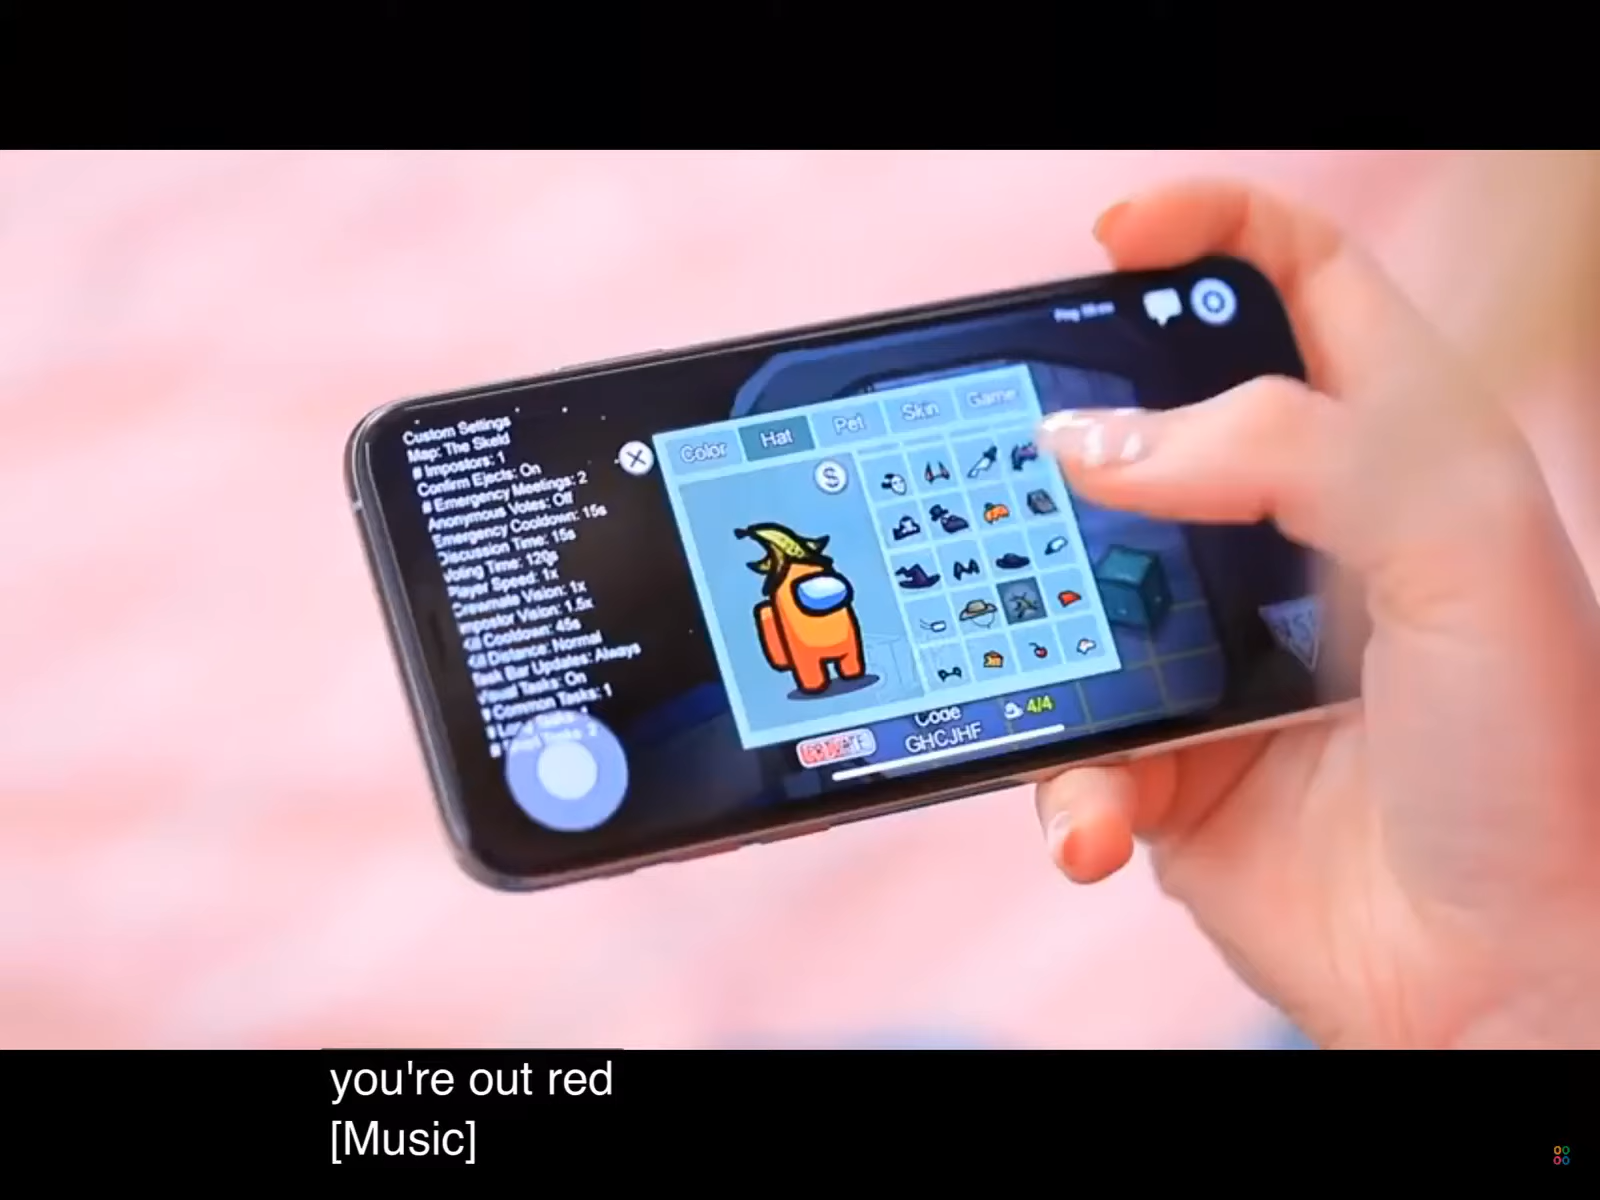 Ping
Custom Settings
Map: The Skeld
# Impostors: 1
Confirm Ejects: On
# Emergency Meetings: 2
Anonymous Votes: Off
Emergency Cooldown: 15s
Discussion Time: 15s
Voting Time: 120s
Player Speed: 1x
Crewmate Vision: 1x
Impostor Vision: 1.5x
Kill Cooldown: 45s
Kill Distance: Normal
Task Bar Updates: Always
Visual Tasks: On
# Common Tasks: 1
Color Hat Pet Skin Game
$
PRIVATE
Code
GHCJHF
4/4
you're out red
[Music]